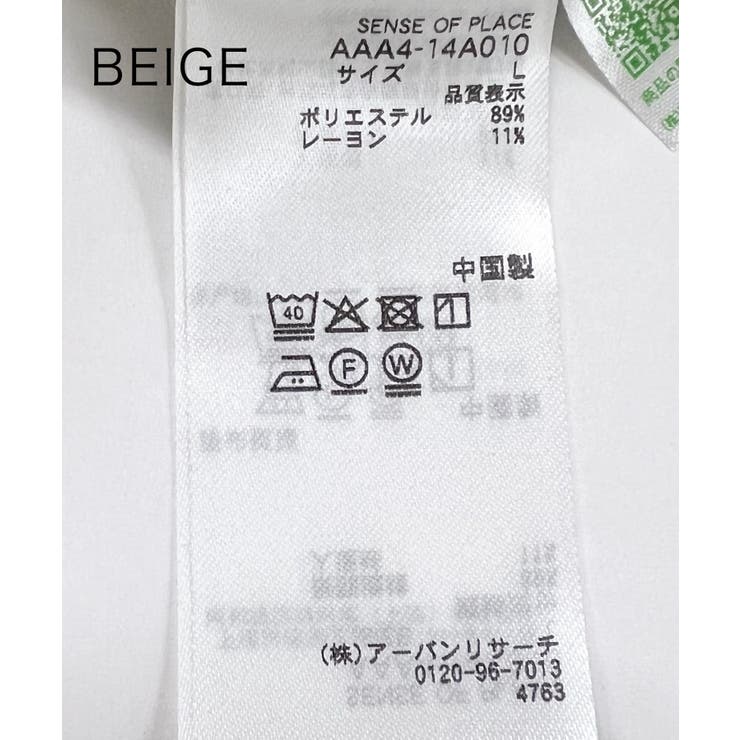 BEIGE
SENSE OF PLACE
AAA4-14A010
サイズ L
品質表示
ポリエステル 89%
レーヨン 11%
中国製
40
F W
(株)アーバンリサーチ
0120-96-7013
4763